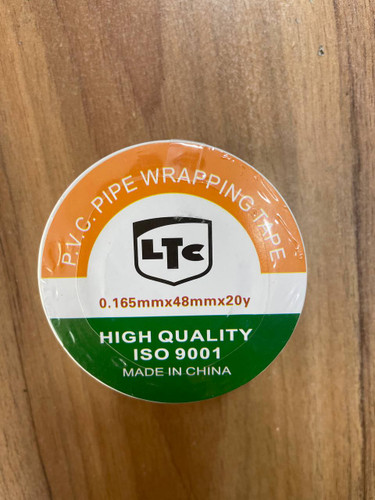 P.V.C. PIPE WRAPPING TAPE
LTC
0.165mmx48mmx20y
HIGH QUALITY
ISO 9001
MADE IN CHINA